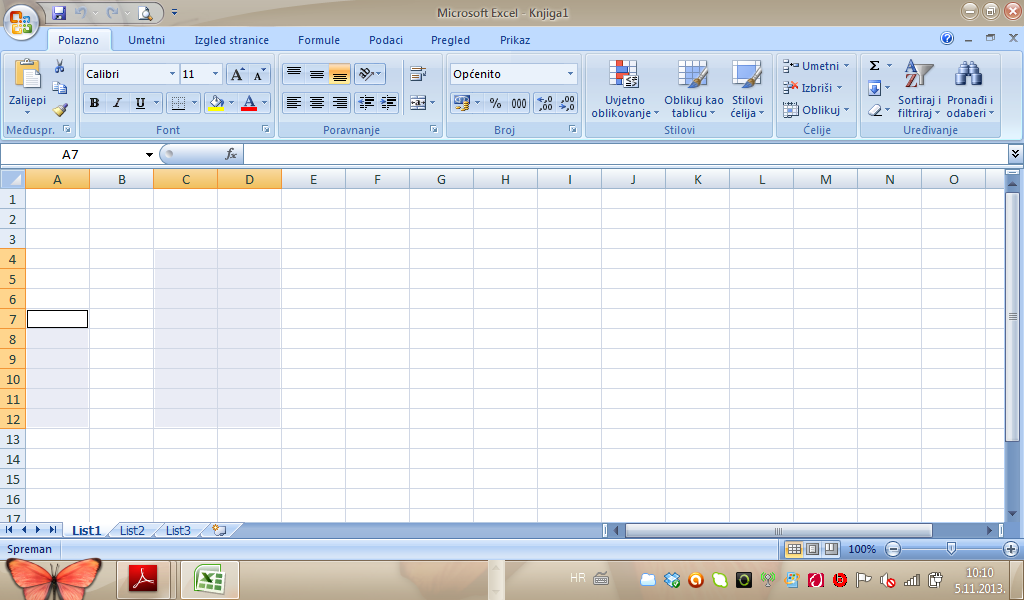 Microsoft Excel - Knjiga1
Polazno Umetni Izgled stranice Formule Podaci Pregled Prikaz
Zalijepi
Međuspr.
Calibri 11
B I U A
Font
Poravnanje
Općenito
% 000
Broj
Uvjetno oblikovanje
Oblikuj kao tablicu
Stilovi ćelija
Stilovi
Umetni
Izbriši
Oblikuj
Ćelije
Σ
Sortiraj i filtriraj
Pronađi i odaberi
Uređivanje
A7 fx
A B C D E F G H I J K L M N O
1
2
3
4
5
6
7
8
9
10
11
12
13
14
15
16
17
List1 List2 List3
Spreman 100%
HR
10:10
5.11.2013.